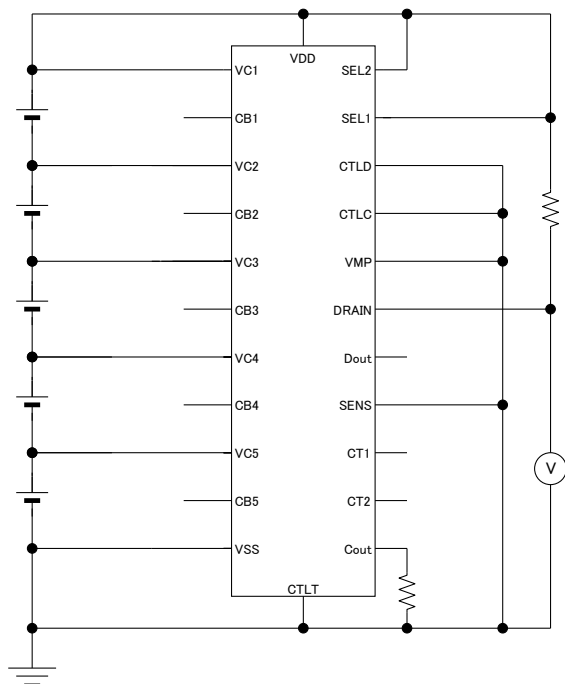 VDD
VC1
SEL2
CB1
SEL1
VC2
CTLD
CB2
CTLC
VC3
VMP
CB3
DRAIN
VC4
Dout
CB4
SENS
VC5
CT1
V
CB5
CT2
VSS
Cout
CTLT